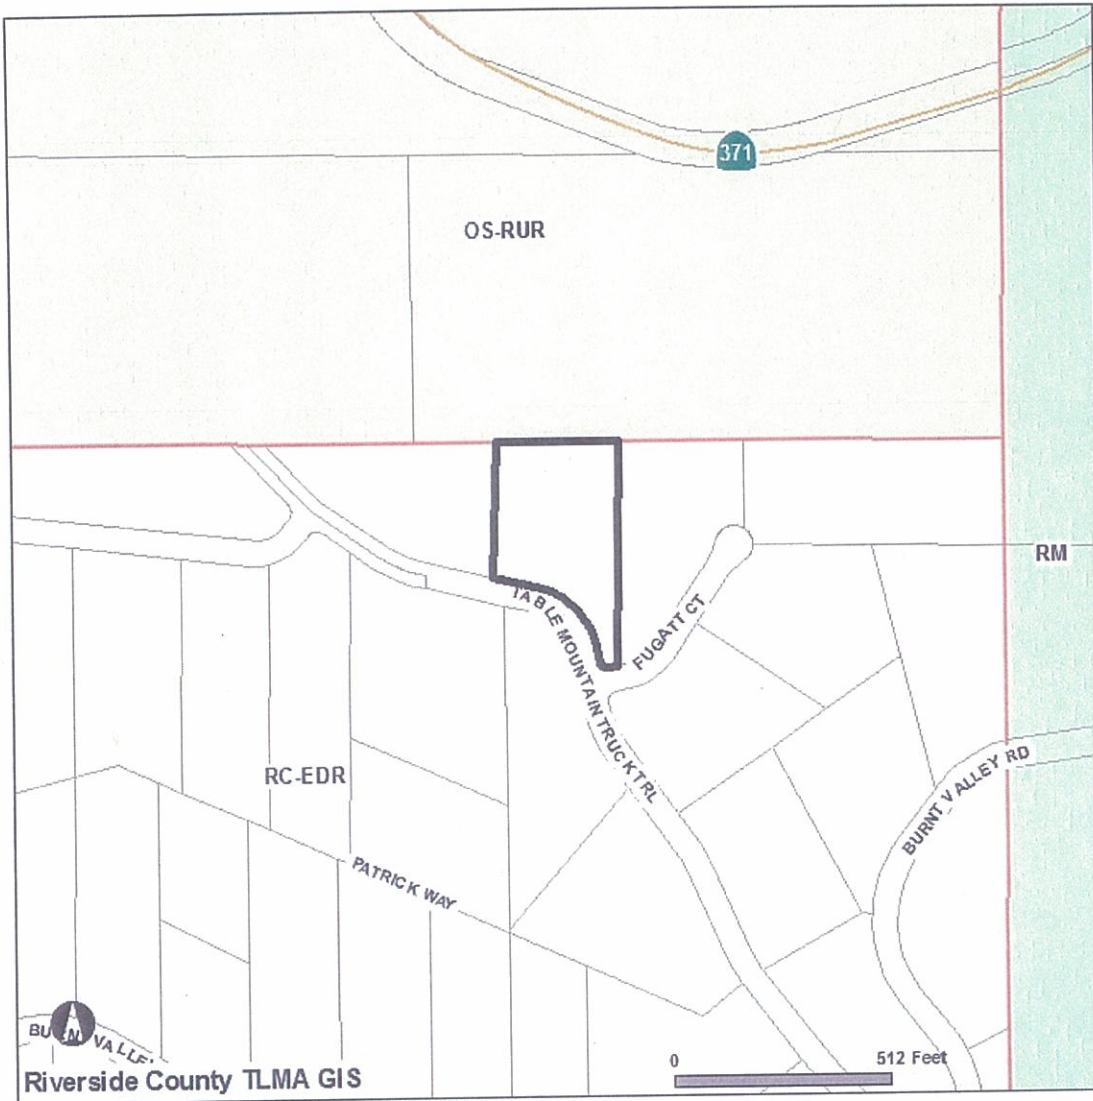 371
OS-RUR
RM
TABLE MOUNTAIN TRUCK TRL
FUGATT CT
RC-EDR
BURNT VALLEY RD
PATRICK WAY
VALLE
0 512 Feet
Riverside County TLMA GIS